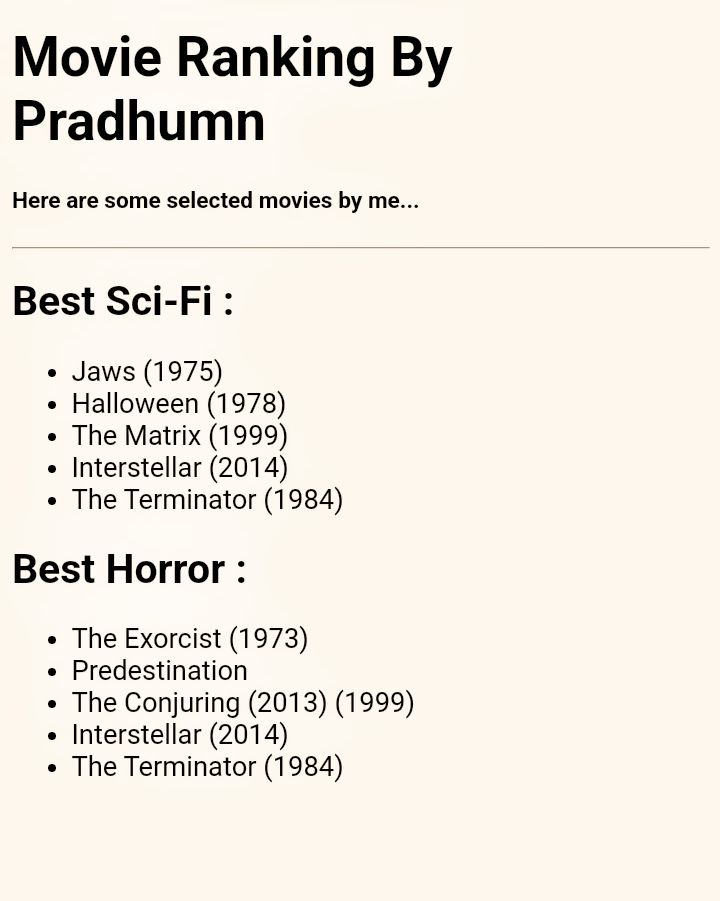 Movie Ranking By
Pradhumn
Here are some selected movies by me...
Best Sci-Fi :
• Jaws (1975)
• Halloween (1978)
• The Matrix (1999)
• Interstellar (2014)
• The Terminator (1984)
Best Horror :
• The Exorcist (1973)
• Predestination
• The Conjuring (2013) (1999)
• Interstellar (2014)
• The Terminator (1984)